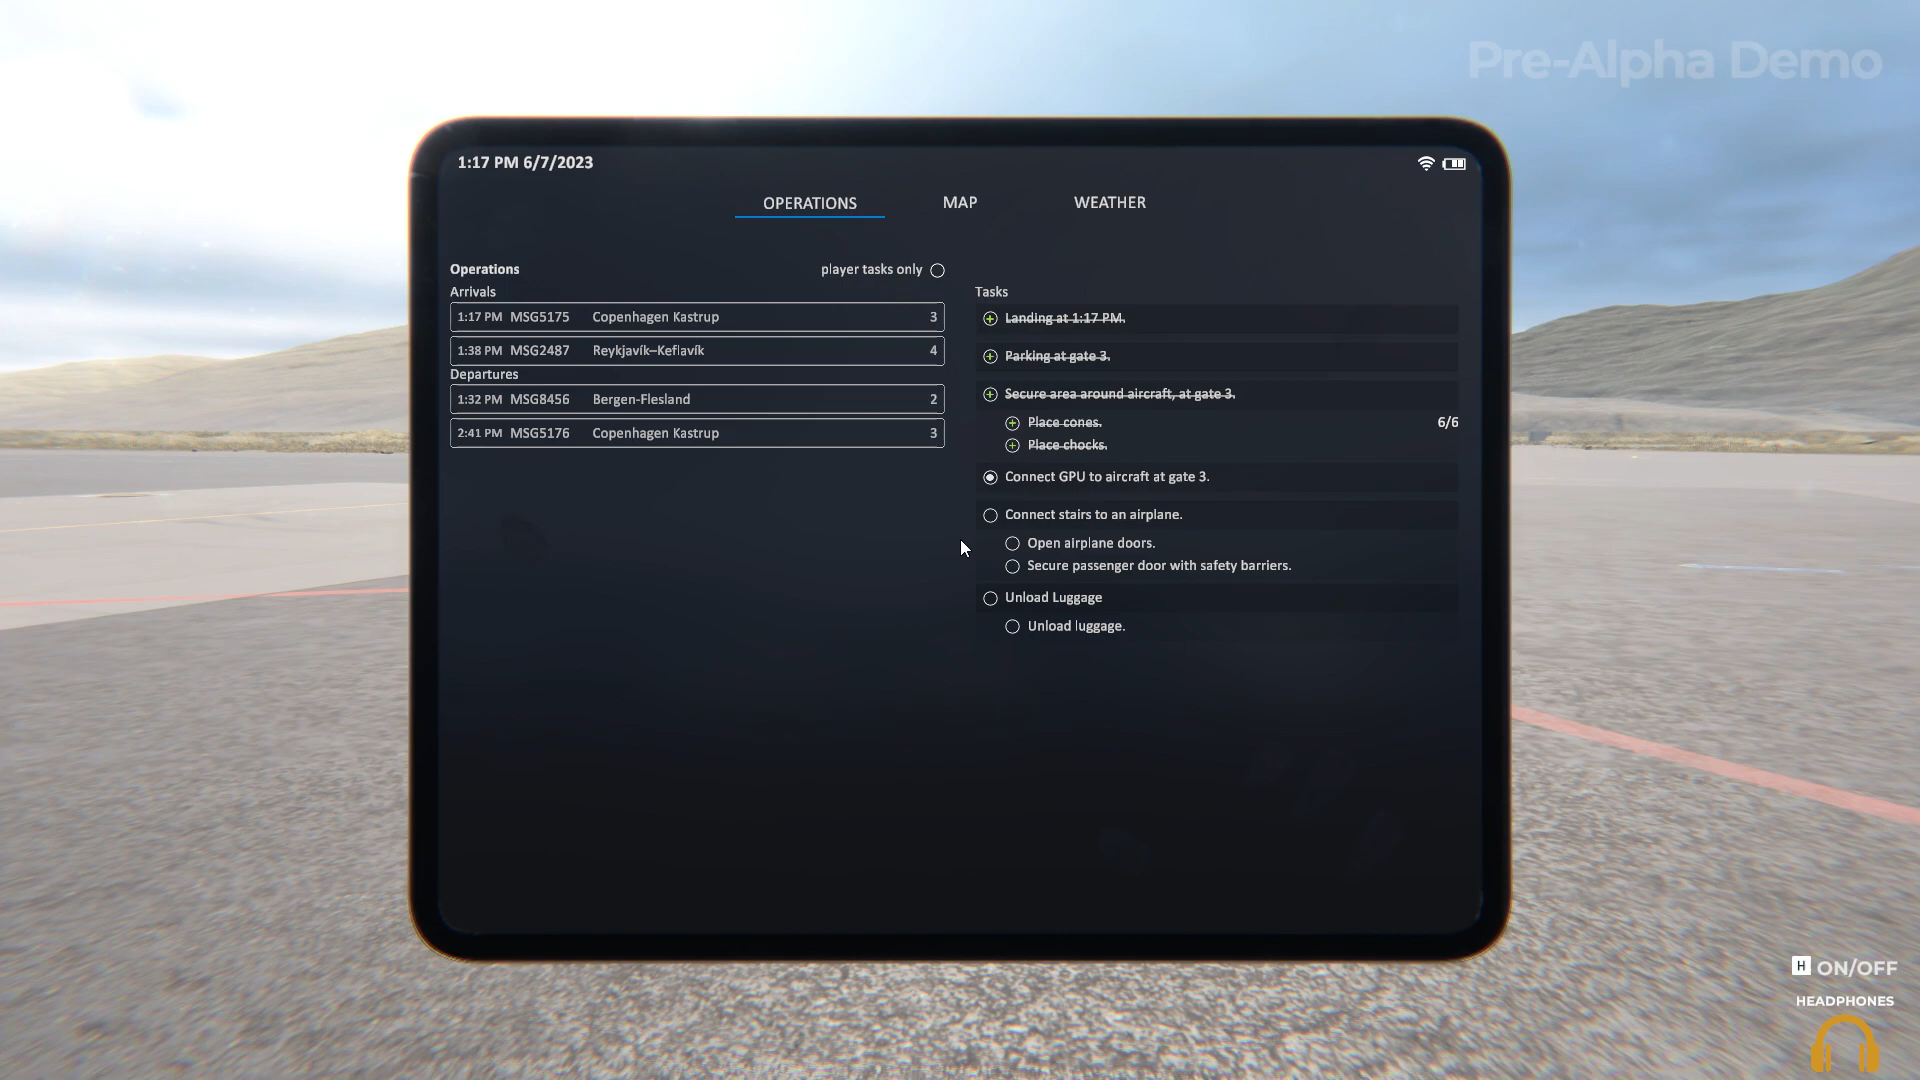 Pre-Alpha Demo
1:17 PM 6/7/2023
OPERATIONS MAP WEATHER
Operations player tasks only
Arrivals
1:17 PM MSG5175 Copenhagen Kastrup 3
1:38 PM MSG2487 Reykjavík–Keflavík 4
Departures
1:32 PM MSG8456 Bergen-Flesland 2
2:41 PM MSG5176 Copenhagen Kastrup 3
Tasks
Landing at 1:17 PM.
Parking at gate 3.
Secure area around aircraft, at gate 3.
Place cones. 6/6
Place chocks.
Connect GPU to aircraft at gate 3.
Connect stairs to an airplane.
Open airplane doors.
Secure passenger door with safety barriers.
Unload Luggage
Unload luggage.
H ON/OFF
HEADPHONES